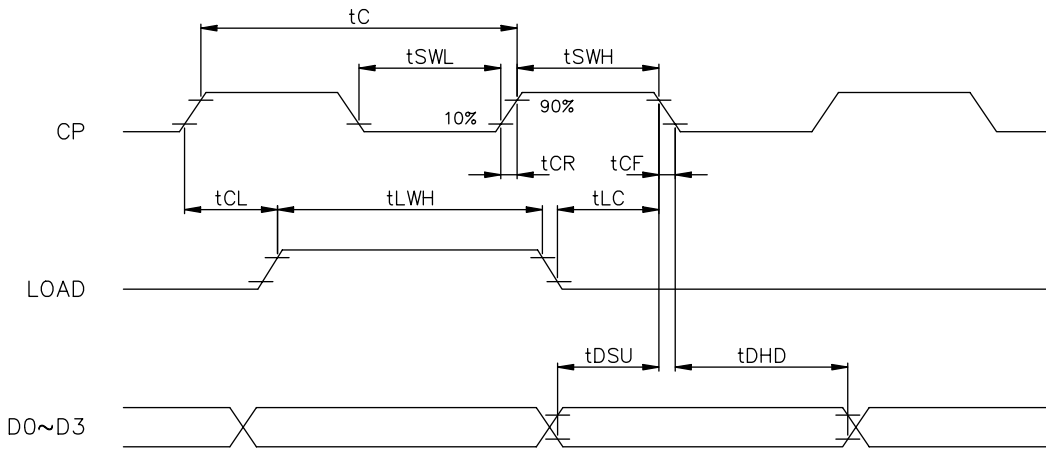 tC
tSWL
tSWH
CP
10%
90%
tCR
tCF
tCL
tLWH
tLC
LOAD
tDSU
tDHD
D0~D3